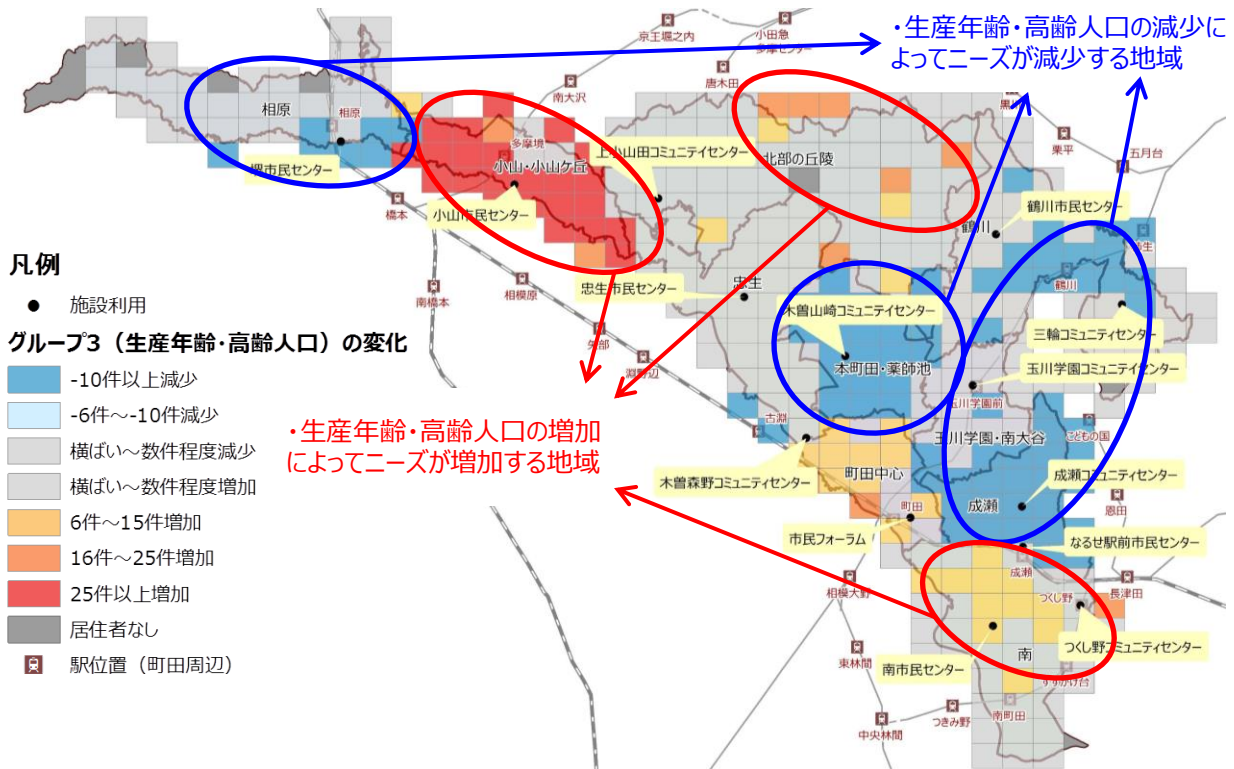 ・生産年齢・高齢人口の減少に
よってニーズが減少する地域
京王堀之内
小田急
多摩センター
唐木田
南大沢
黒川
栗平
五月台
相原
相原
堺市民センター
橋本
多摩境
小山・小山ケ丘
小山市民センター
上小山田コミュニテイセンター
北部の丘陵
鶴川市民センター
鶴川
鶴川
南橋本
相模原
矢部
淵野辺
忠生市民センター
忠生
木曽山崎コミュニテイセンター
本町田・薬師池
三輪コミュニティセンター
玉川学園コミュニティセンター
玉川学園前
玉川学園・南大谷
こどもの国
古淵
木曽森野コミュニティセンター
町田中心
町田
市民フォーラム
成瀬
成瀬コミュニティセンター
恩田
なるせ駅前市民センター
成瀬
長津田
つくし野
つくし野コミュニティセンター
相模大野
東林間
南市民センター
南
すずかけ台
南町田
つきみ野
中央林間
・生産年齢・高齢人口の増加
によってニーズが増加する地域
凡例
施設利用
グループ3（生産年齢・高齢人口）の変化
-10件以上減少
-6件～-10件減少
横ばい～数件程度減少
横ばい～数件程度増加
6件～15件増加
16件～25件増加
25件以上増加
居住者なし
駅位置（町田周辺）